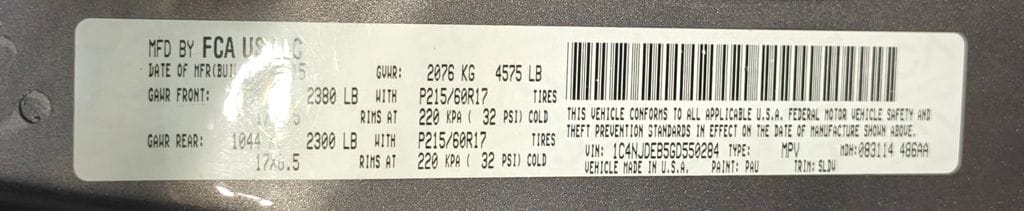 MFD BY FCA US LLC
DATE OF MFR(BUI 5 GVWR: 2076 KG 4575 LB
GAWR FRONT: 2380 LB WITH P215/60R17 TIRES
RIMS AT 220 KPA ( 32 PSI) COLD
GAWR REAR: 1044 2300 LB WITH P215/60R17 TIRES
17X6.5 RIMS AT 220 KPA ( 32 PSI) COLD
THIS VEHICLE CONFORMS TO ALL APPLICABLE U.S.A. FEDERAL MOTOR VEHICLE SAFETY AND
THEFT PREVENTION STANDARDS IN EFFECT ON THE DATE OF MANUFACTURE SHOWN ABOVE.
VIN: 1C4NJDEB5GD550284 TYPE: MPV MDH:083114 486AA
VEHICLE MADE IN U.S.A. PAINT: PAU TRIM: SLDV